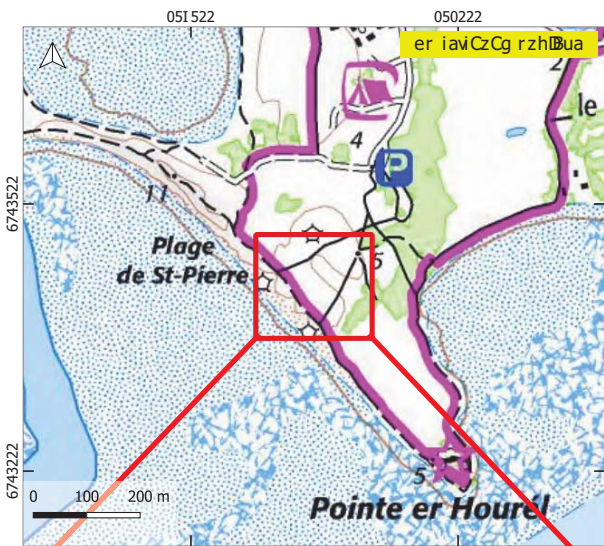 05I 522
050222
er iawiCzCg rzhDBua
2
le
4
P
6743522
11
Plage
de St-Pierre
5
6743222
5
0 100 200 m
Pointe er Hourél